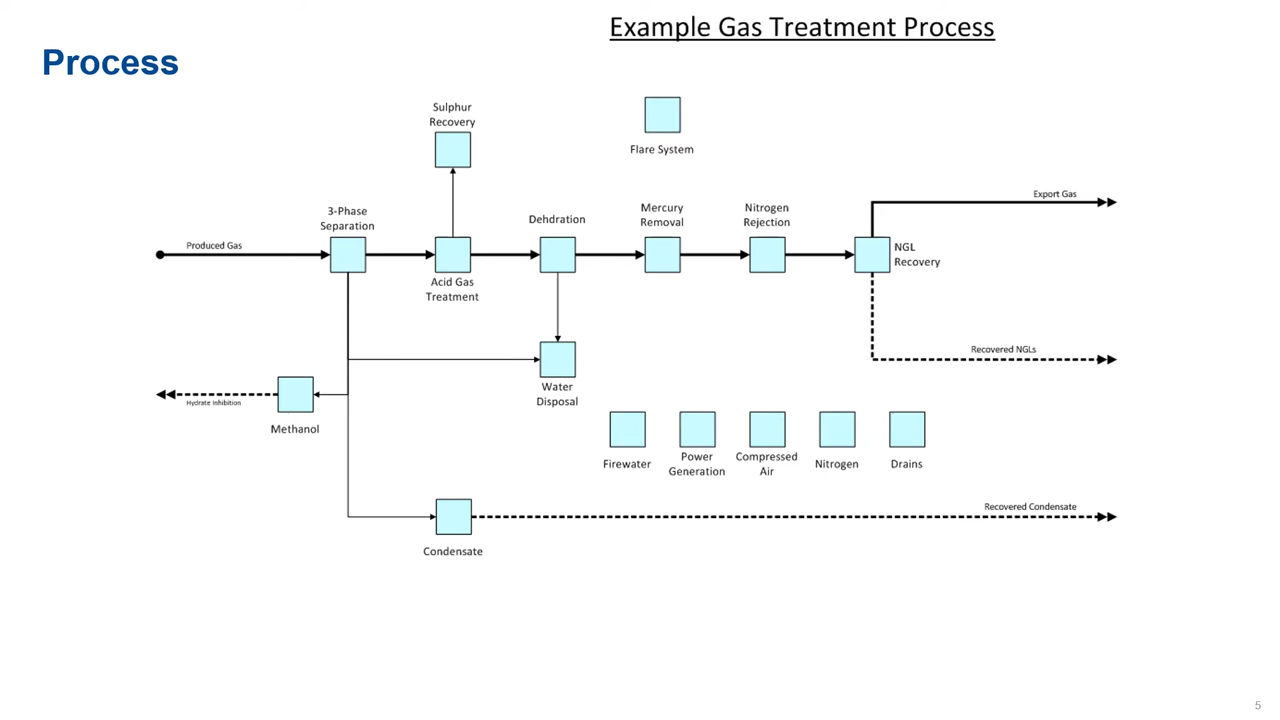 Example Gas Treatment Process
Process
Sulphur
Recovery
Flare System
3-Phase
Separation
Dehdration
Mercury
Removal
Nitrogen
Rejection
Export Gas
Produced Gas
NGL
Recovery
Acid Gas
Treatment
Recovered NGLs
Water
Disposal
Hydrate Inhibition
Methanol
Firewater
Power
Generation
Compressed
Air
Nitrogen
Drains
Recovered Condensate
Condensate
5